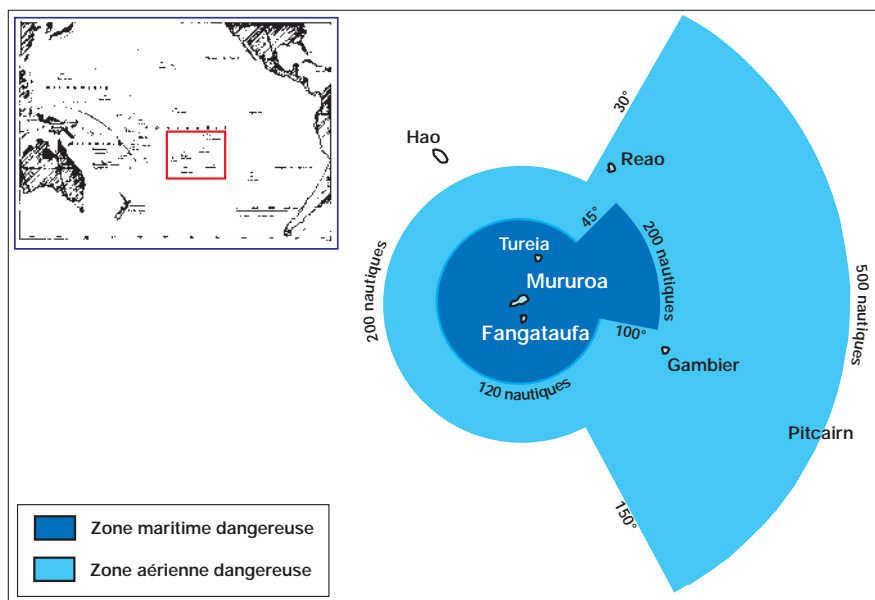 Hao
30°
Reao
45°
200 nautiques
Tureia
Mururoa
Fangataufa
200 nautiques
500 nautiques
100°
Gambier
120 nautiques
Pitcairn
150°
Zone maritime dangereuse
Zone aérienne dangereuse